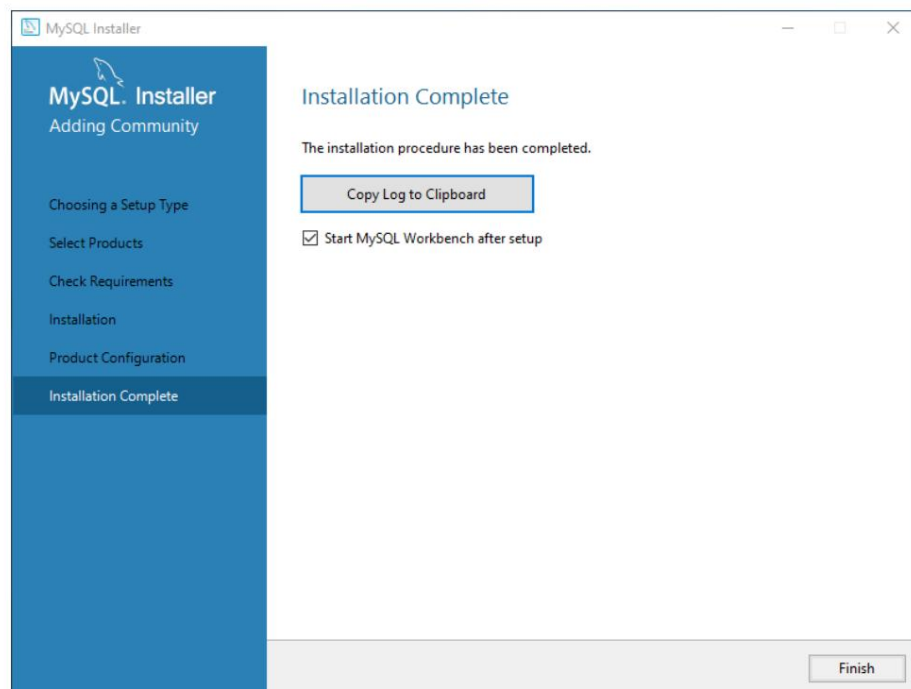 MySQL Installer
MySQL. Installer
Adding Community
Choosing a Setup Type
Select Products
Check Requirements
Installation
Product Configuration
Installation Complete
Installation Complete
The installation procedure has been completed.
Copy Log to Clipboard
Start MySQL Workbench after setup
Finish